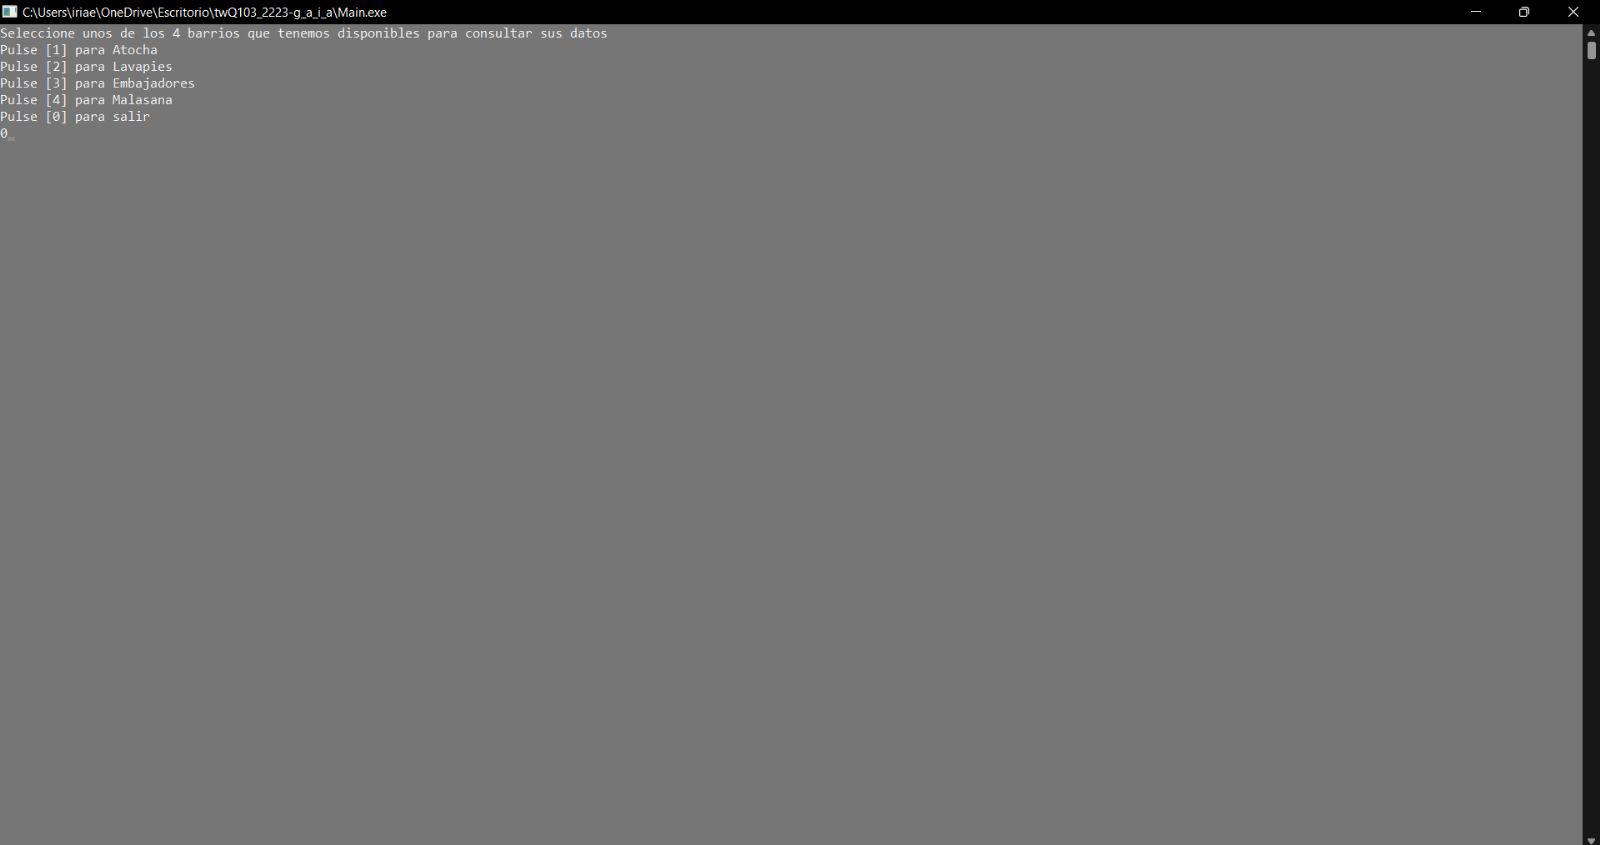 C:\Users\iriae\OneDrive\Escritorio\twQ103_2223-g_a_i_a\Main.exe
Seleccione unos de los 4 barrios que tenemos disponibles para consultar sus datos
Pulse [1] para Atocha
Pulse [2] para Lavapies
Pulse [3] para Embajadores
Pulse [4] para Malasana
Pulse [0] para salir
0_